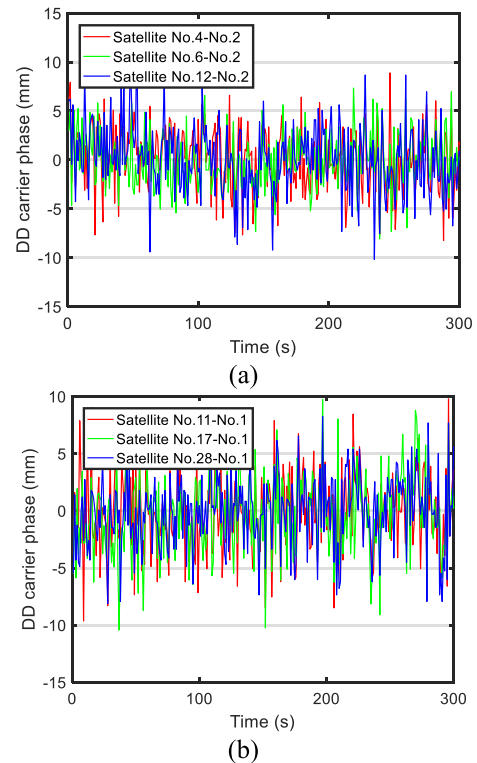 15
10
5
0
-5
-10
-15
DD carrier phase (mm)
Satellite No.4-No.2
Satellite No.6-No.2
Satellite No.12-No.2
0 100 200 300
Time (s)
(a)
10
5
0
-5
-10
-15
DD carrier phase (mm)
Satellite No.11-No.1
Satellite No.17-No.1
Satellite No.28-No.1
0 100 200 300
Time (s)
(b)